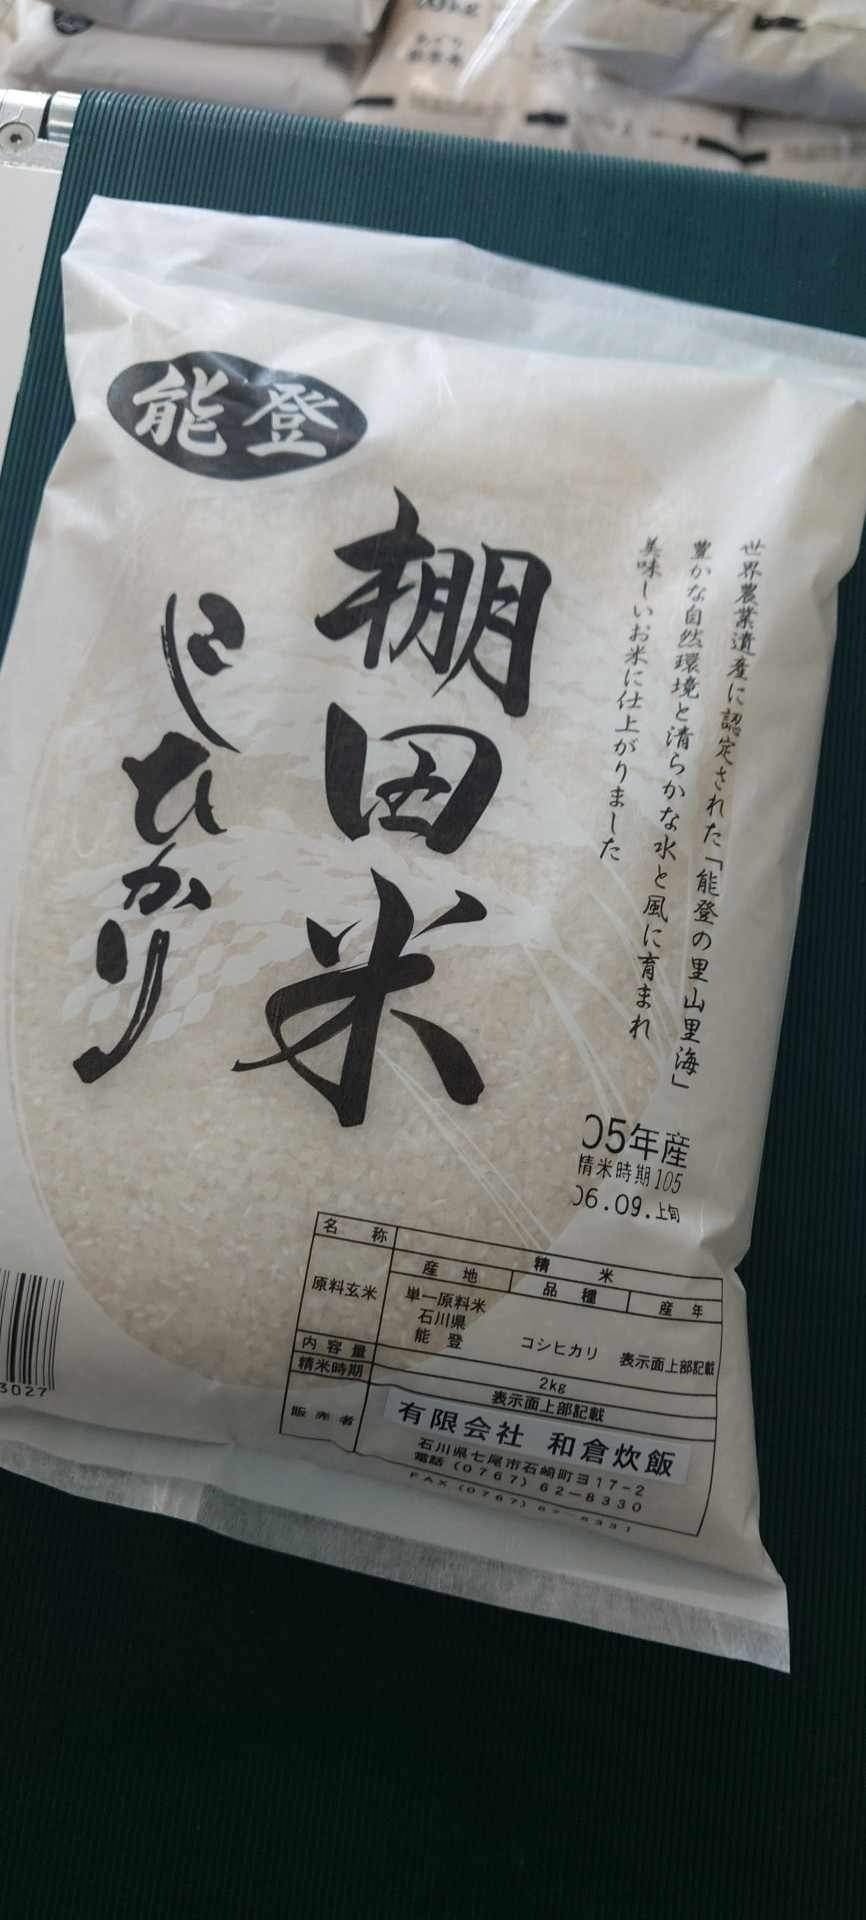 能登
棚田米
こしひかり
世界農業遺産に認定された「能登の里山里海」
豊かな自然環境と清らかな水と風に育まれ
美味しいお米に仕上がりました
05年産
精米時期105
06.09.上旬
名 称 精 米
原料玄米 産 地 品 種 産 年
単一原料米
石川県
能 登 コシヒカリ 表示面上部記載
内 容 量 2kg
精米時期 表示面上部記載
販 売 者 有限会社 和倉炊飯
石川県七尾市石崎町ヨ17-2
電話(0767)62-8330
FAX(0767)62-8331
3027